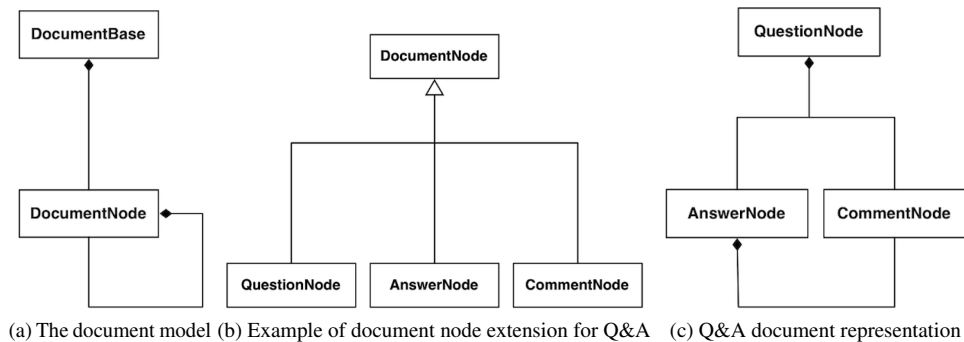 DocumentBase
DocumentNode
(a) The document model
DocumentNode
QuestionNode AnswerNode CommentNode
(b) Example of document node extension for Q&A
QuestionNode
AnswerNode CommentNode
(c) Q&A document representation